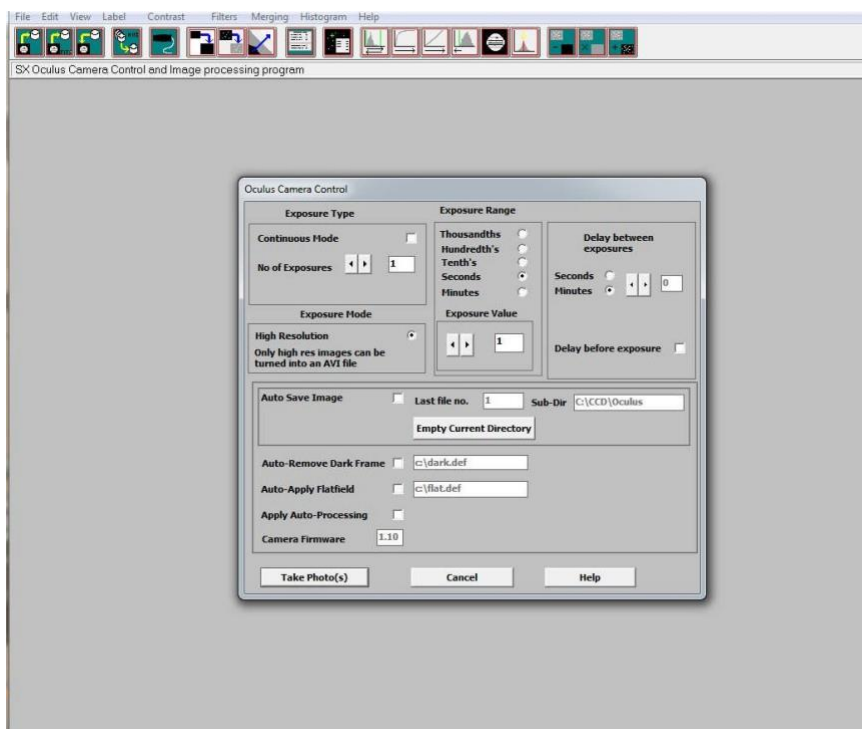 File Edit View Label Contrast Filters Merging Histogram Help
SX Oculus Camera Control and Image processing program
Oculus Camera Control
Exposure Type
Continuous Mode
No of Exposures 1
Exposure Range
Thousandths
Hundredth's
Tenth's
Seconds
Minutes
Delay between
exposures
Seconds
Minutes
0
Exposure Mode
High Resolution
Only high res images can be
turned into an AVI file
Exposure Value
1
Delay before exposure
Auto Save Image Last file no. 1 Sub-Dir C:\CCD\Oculus
Empty Current Directory
Auto-Remove Dark Frame c:\dark.def
Auto-Apply Flatfield c:\flat.def
Apply Auto-Processing
Camera Firmware 1.10
Take Photo(s) Cancel Help